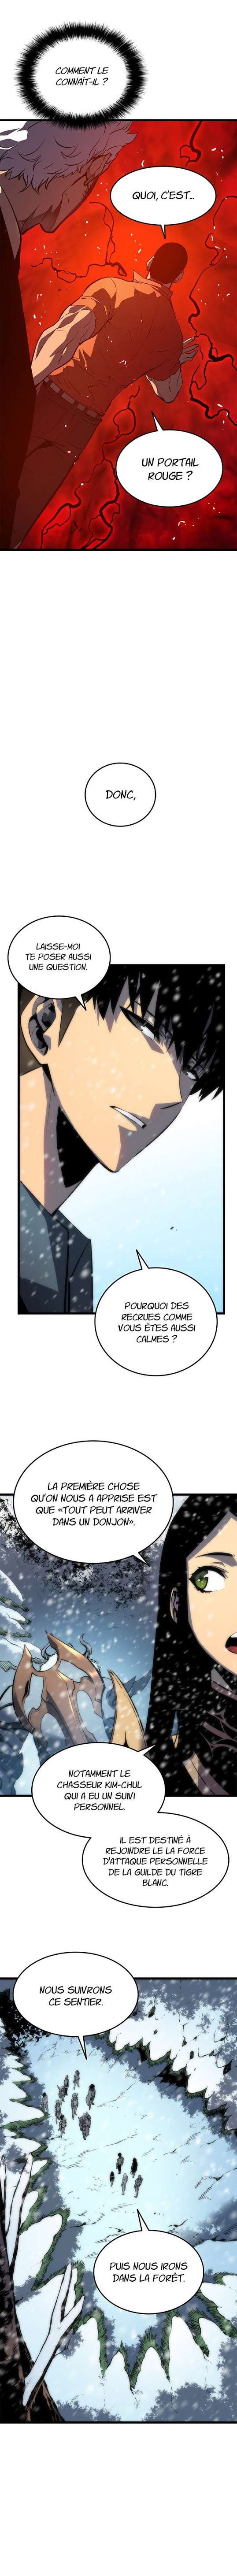 COMMENT LE
CONNAÎT-IL ?
QUOI, C'EST...
UN PORTAIL
ROUGE ?
DONC,
LAISSE-MOI
TE POSER AUSSI
UNE QUESTION.
POURQUOI DES
RECRUES COMME
VOUS ÊTES AUSSI
CALMES ?
LA PREMIÈRE CHOSE
QU'ON NOUS A APPRISE EST
QUE «TOUT PEUT ARRIVER
DANS UN DONJON».
NOTAMMENT LE
CHASSEUR KIM-CHUL
QUI A EU UN SUIVI
PERSONNEL.
IL EST DESTINÉ À
REJOINDRE LE LA FORCE
D'ATTAQUE PERSONNELLE
DE LA GUILDE DU TIGRE
BLANC.
NOUS SUIVRONS
CE SENTIER.
PUIS NOUS IRONS
DANS LA FORÊT.